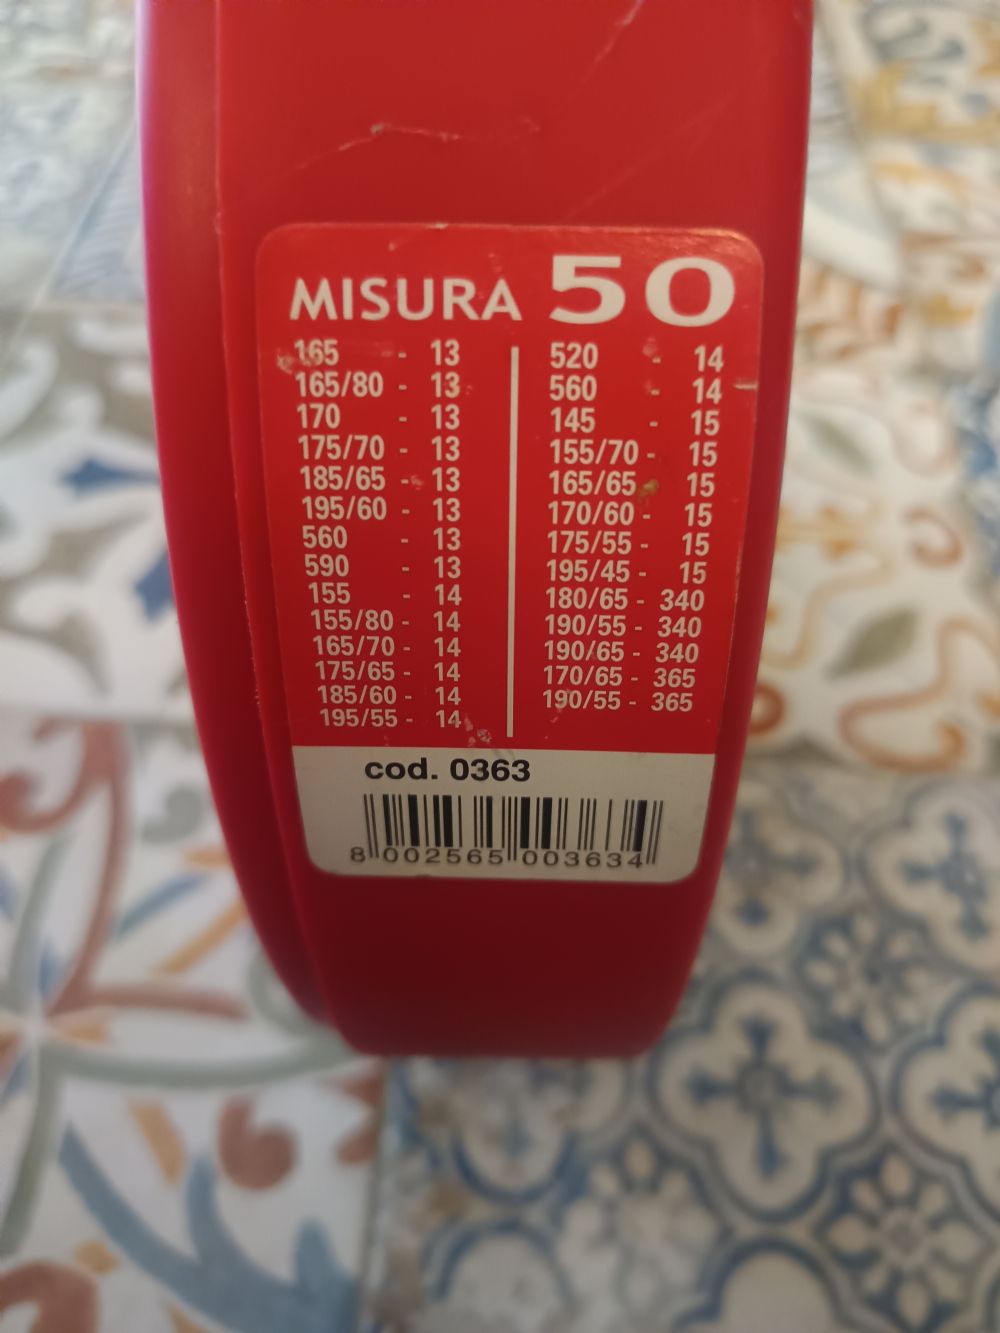 MISURA 50
165 - 13
165/80 - 13
170 - 13
175/70 - 13
185/65 - 13
195/60 - 13
560 - 13
590 - 13
155 - 14
155/80 - 14
165/70 - 14
175/65 - 14
185/60 - 14
195/55 - 14
520 - 14
560 - 14
145 - 15
155/70 - 15
165/65 15
170/60 - 15
175/55 - 15
195/45 - 15
180/65 - 340
190/55 - 340
190/65 - 340
170/65 - 365
190/55 - 365
cod. 0363
8 002565 003634